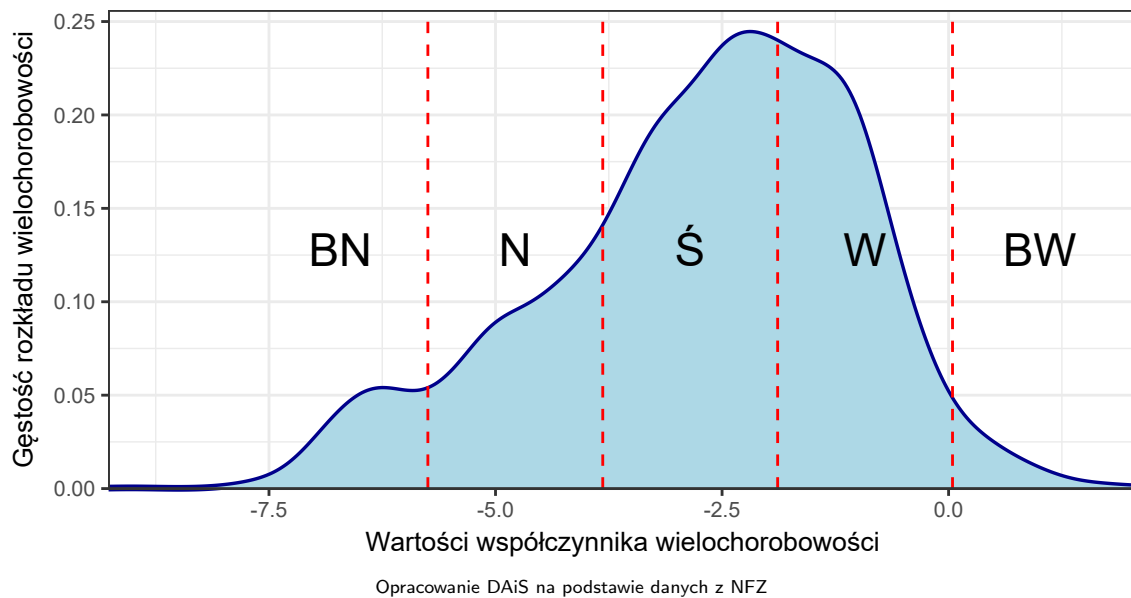 Gęstość rozkładu wielochorobowości
0.25
0.20
0.15
0.10
0.05
0.00
BN N Ś W BW
-7.5 -5.0 -2.5 0.0
Wartości współczynnika wielochorobowości
Opracowanie DAiS na podstawie danych z NFZ